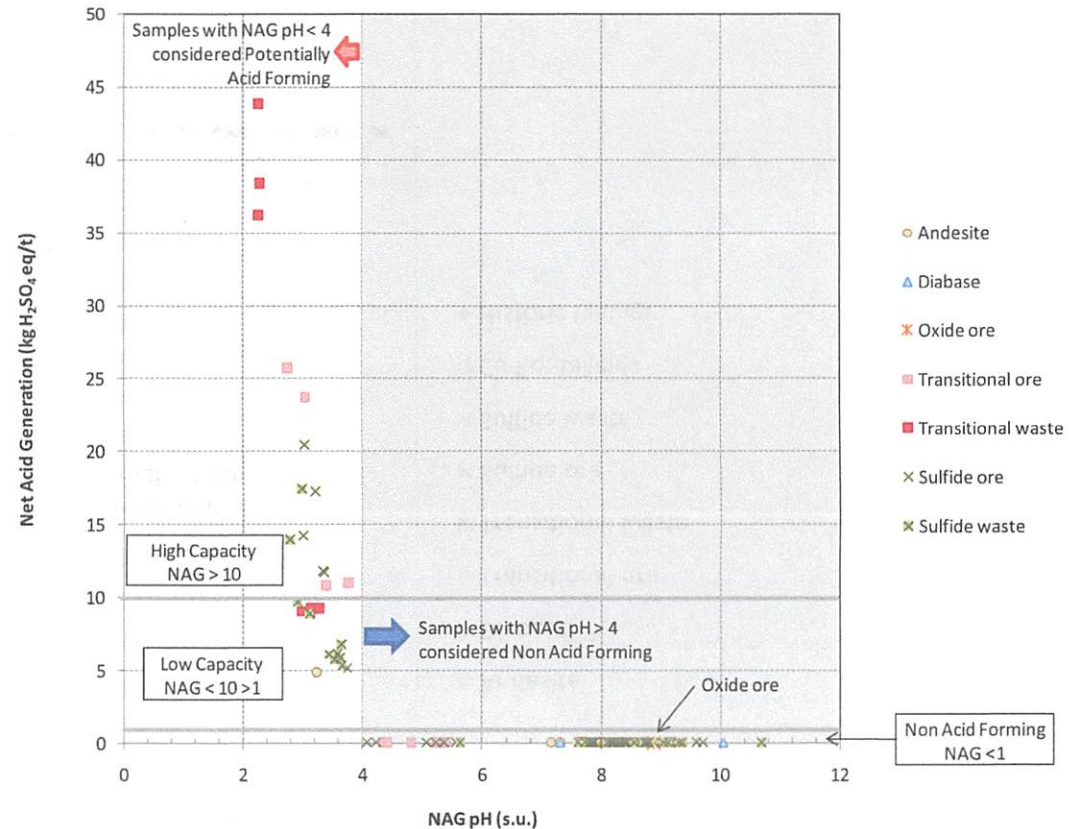 50
45
40
35
30
25
20
15
10
5
0
Net Acid Generation (kg H₂SO₄ eq/t)
Samples with NAG pH < 4
considered Potentially
Acid Forming
High Capacity
NAG > 10
Low Capacity
NAG < 10 >1
Samples with NAG pH > 4
considered Non Acid Forming
Oxide ore
Non Acid Forming
NAG <1
0 2 4 6 8 10 12
NAG pH (s.u.)
Andesite
Diabase
Oxide ore
Transitional ore
Transitional waste
Sulfide ore
Sulfide waste